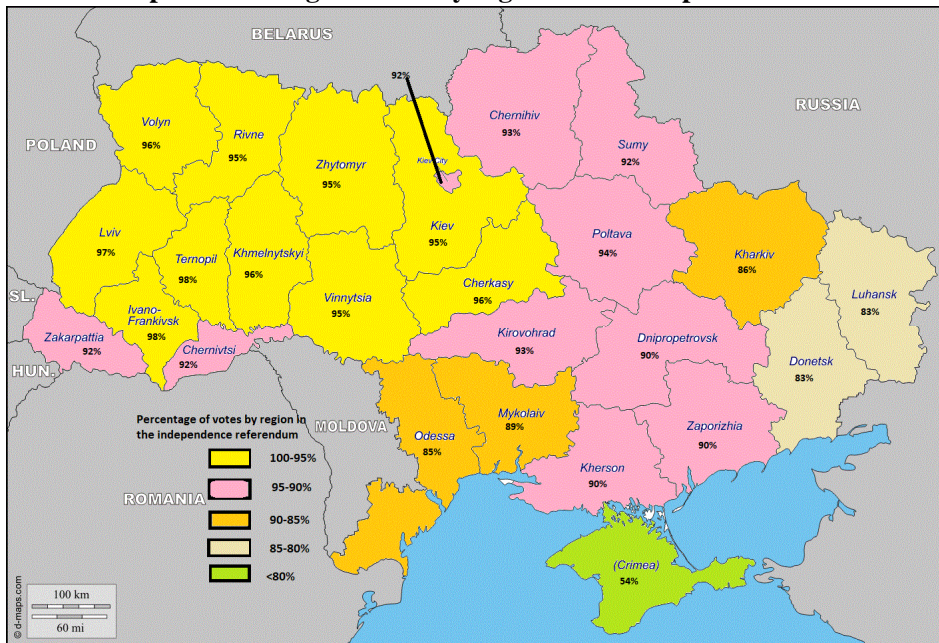 BELARUS
92%
RUSSIA
POLAND
Volyn
96%
Rivne
95%
Zhytomyr
95%
Kiev City
Chernihiv
93%
Sumy
92%
Lviv
97%
Ternopil
98%
Khmelnytskyi
96%
Kiev
95%
Poltava
94%
Kharkiv
86%
Luhansk
83%
Cherkasy
96%
Vinnytsia
95%
SL.
Ivano-
Frankivsk
98%
Zakarpattia
92%
Chernivtsi
92%
HUN.
Kirovohrad
93%
Dnipropetrovsk
90%
Donetsk
83%
Mykolaiv
89%
Odessa
85%
Zaporizhia
90%
Kherson
90%
MOLDOVA
ROMANIA
(Crimea)
54%
Percentage of votes by region in
the independence referendum
100-95%
95-90%
90-85%
85-80%
<80%
100 km
60 mi
© d-maps.com